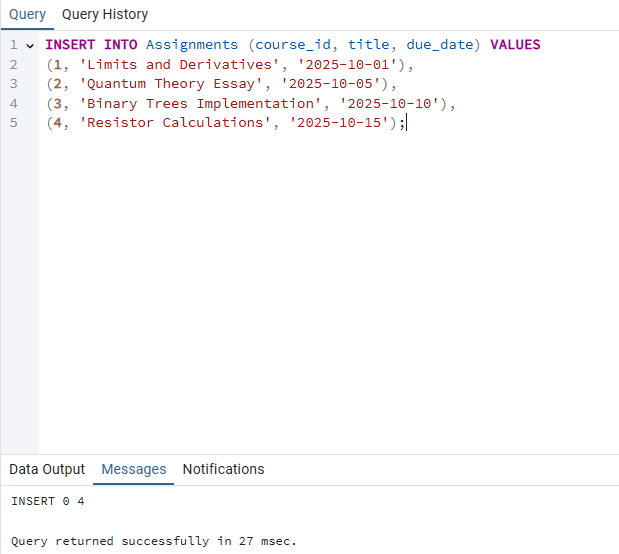 Query Query History
1 INSERT INTO Assignments (course_id, title, due_date) VALUES
2 (1, 'Limits and Derivatives', '2025-10-01'),
3 (2, 'Quantum Theory Essay', '2025-10-05'),
4 (3, 'Binary Trees Implementation', '2025-10-10'),
5 (4, 'Resistor Calculations', '2025-10-15');
Data Output Messages Notifications
INSERT 0 4
Query returned successfully in 27 msec.